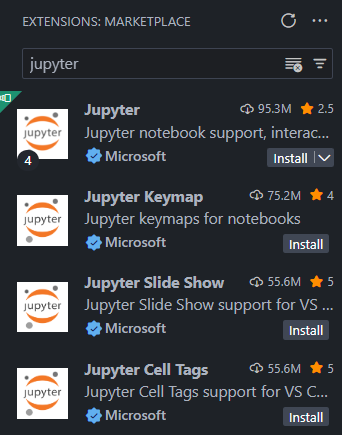 EXTENSIONS: MARKETPLACE
jupyter
Jupyter 95.3M 2.5
Jupyter notebook support, interac...
Microsoft Install
4
jupyter
Jupyter Keymap 75.2M 4
Jupyter keymaps for notebooks
Microsoft Install
jupyter
Jupyter Slide Show 55.6M 5
Jupyter Slide Show support for VS ...
Microsoft Install
jupyter
Jupyter Cell Tags 55.6M 5
Jupyter Cell Tags support for VS C...
Microsoft Install
jupyter